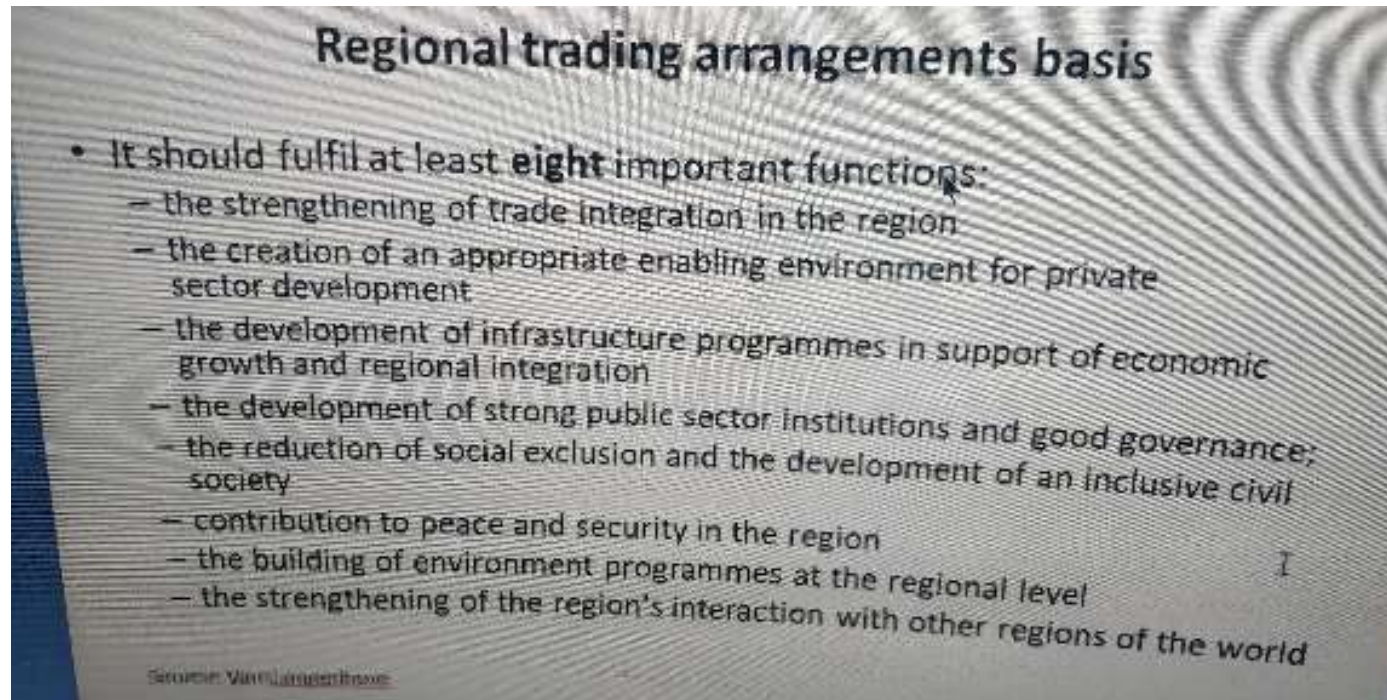 Regional trading arrangements basis
• It should fulfil at least eight important functions:
– the strengthening of trade integration in the region
– the creation of an appropriate enabling environment for private
sector development
– the development of infrastructure programmes in support of economic
growth and regional integration
– the development of strong public sector institutions and good governance;
– the reduction of social exclusion and the development of an inclusive civil
society
– contribution to peace and security in the region
– the building of environment programmes at the regional level
– the strengthening of the region's interaction with other regions of the world
Source: Van